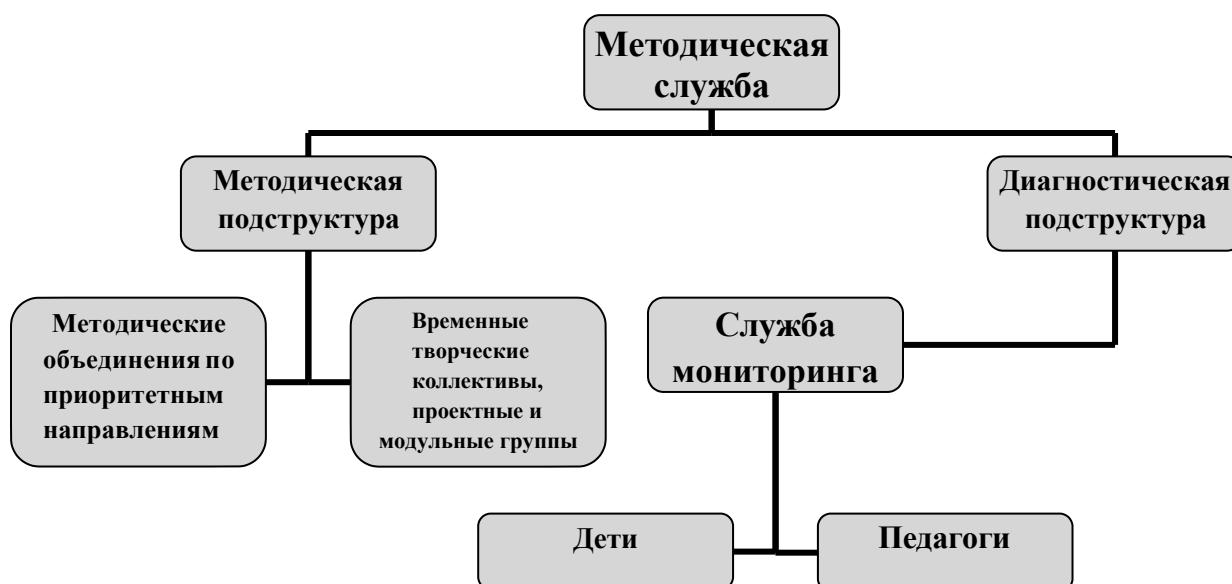 Методическая
служба
Методическая
подструктура
Диагностическая
подструктура
Методические
объединения по
приоритетным
направлениям
Временные
творческие
коллективы,
проектные и
модульные группы
Служба
мониторинга
Дети
Педагоги